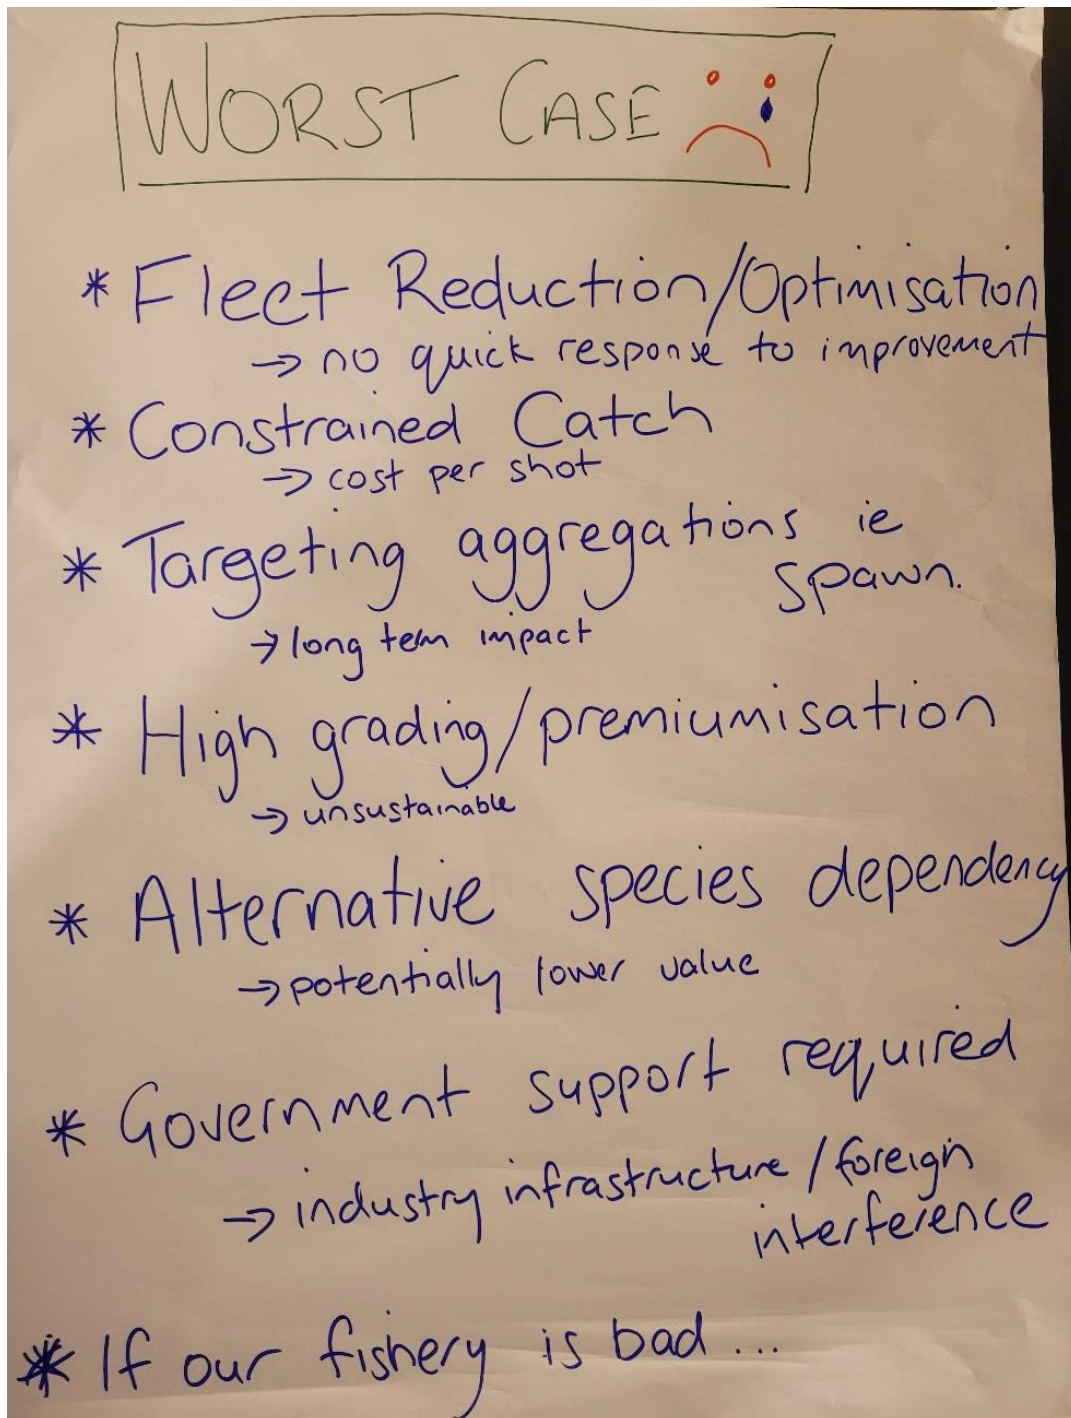 WORST CASE
* Fleet Reduction/Optimisation
→ no quick response to improvement
* Constrained Catch
→ cost per shot
* Targeting aggregations ie
spawn.
→ long term impact
* High grading/premiumisation
→ unsustainable
* Alternative species dependency
→ potentially lower value
* Government support required
→ industry infrastructure / foreign
interference
* If our fishery is bad ...